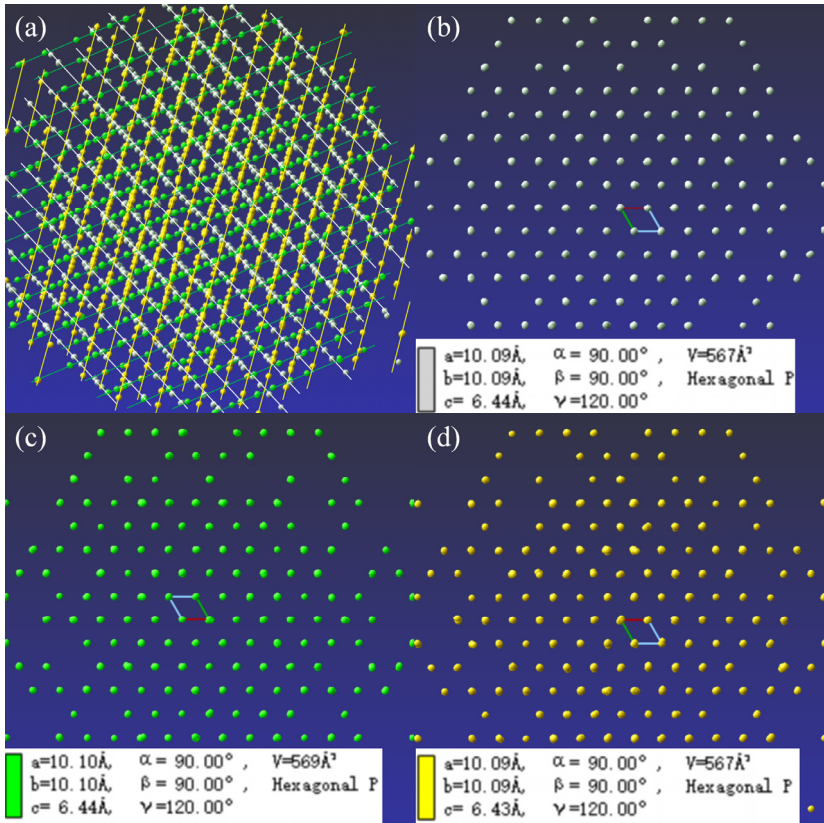 (a)
(b)
a=10.09Å, α = 90.00° , V=567Å³
b=10.09Å, β = 90.00° , Hexagonal P
c= 6.44Å, γ=120.00°
(c)
(d)
a=10.10Å, α = 90.00° , V=569Å³
b=10.10Å, β = 90.00° , Hexagonal P
c= 6.44Å, γ=120.00°
a=10.09Å, α = 90.00° , V=567Å³
b=10.09Å, β = 90.00° , Hexagonal P
c= 6.43Å, γ=120.00°